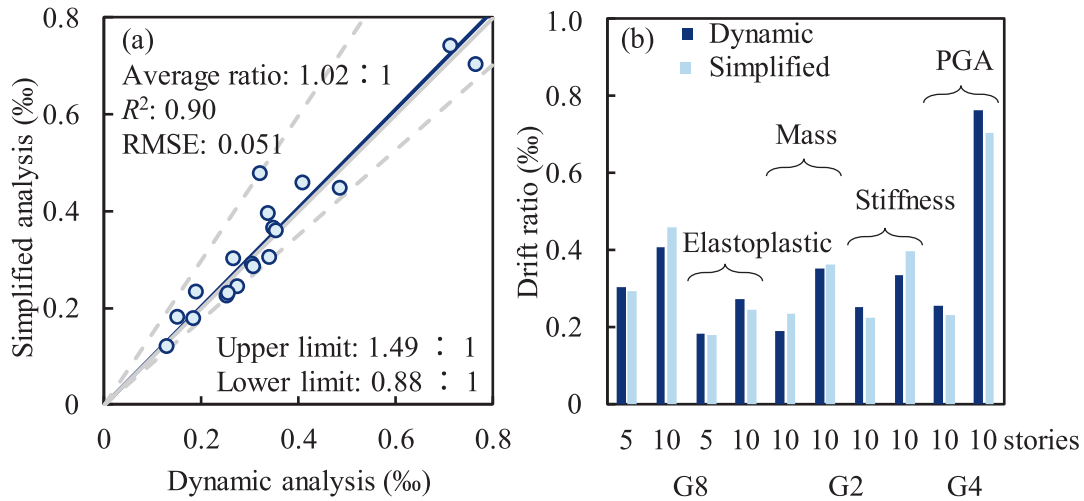 (a)
Average ratio: 1.02：1
R²: 0.90
RMSE: 0.051
Upper limit: 1.49：1
Lower limit: 0.88：1
Simplified analysis (‰)
0.8
0.6
0.4
0.2
0
0 0.2 0.4 0.6 0.8
Dynamic analysis (‰)
(b)
Dynamic
Simplified
PGA
Mass
Stiffness
Elastoplastic
Drift ratio (‰)
1.0
0.8
0.6
0.4
0.2
0
5 10 5 10 10 10 10 10 10 10 stories
G8 G2 G4